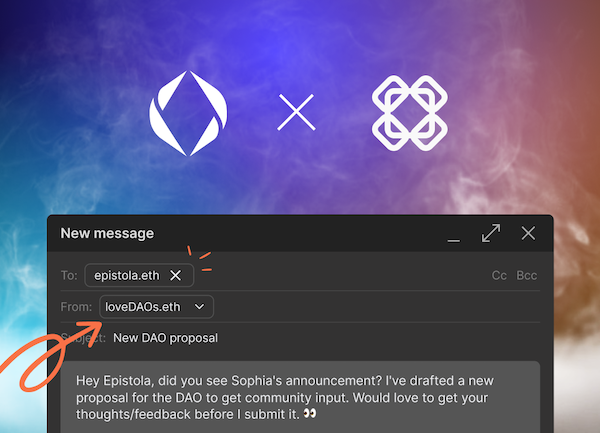 New message
To: epistola.eth
Cc Bcc
From: loveDAOs.eth
Subject: New DAO proposal
Hey Epistola, did you see Sophia's announcement? I've drafted a new
proposal for the DAO to get community input. Would love to get your
thoughts/feedback before I submit it. 👀